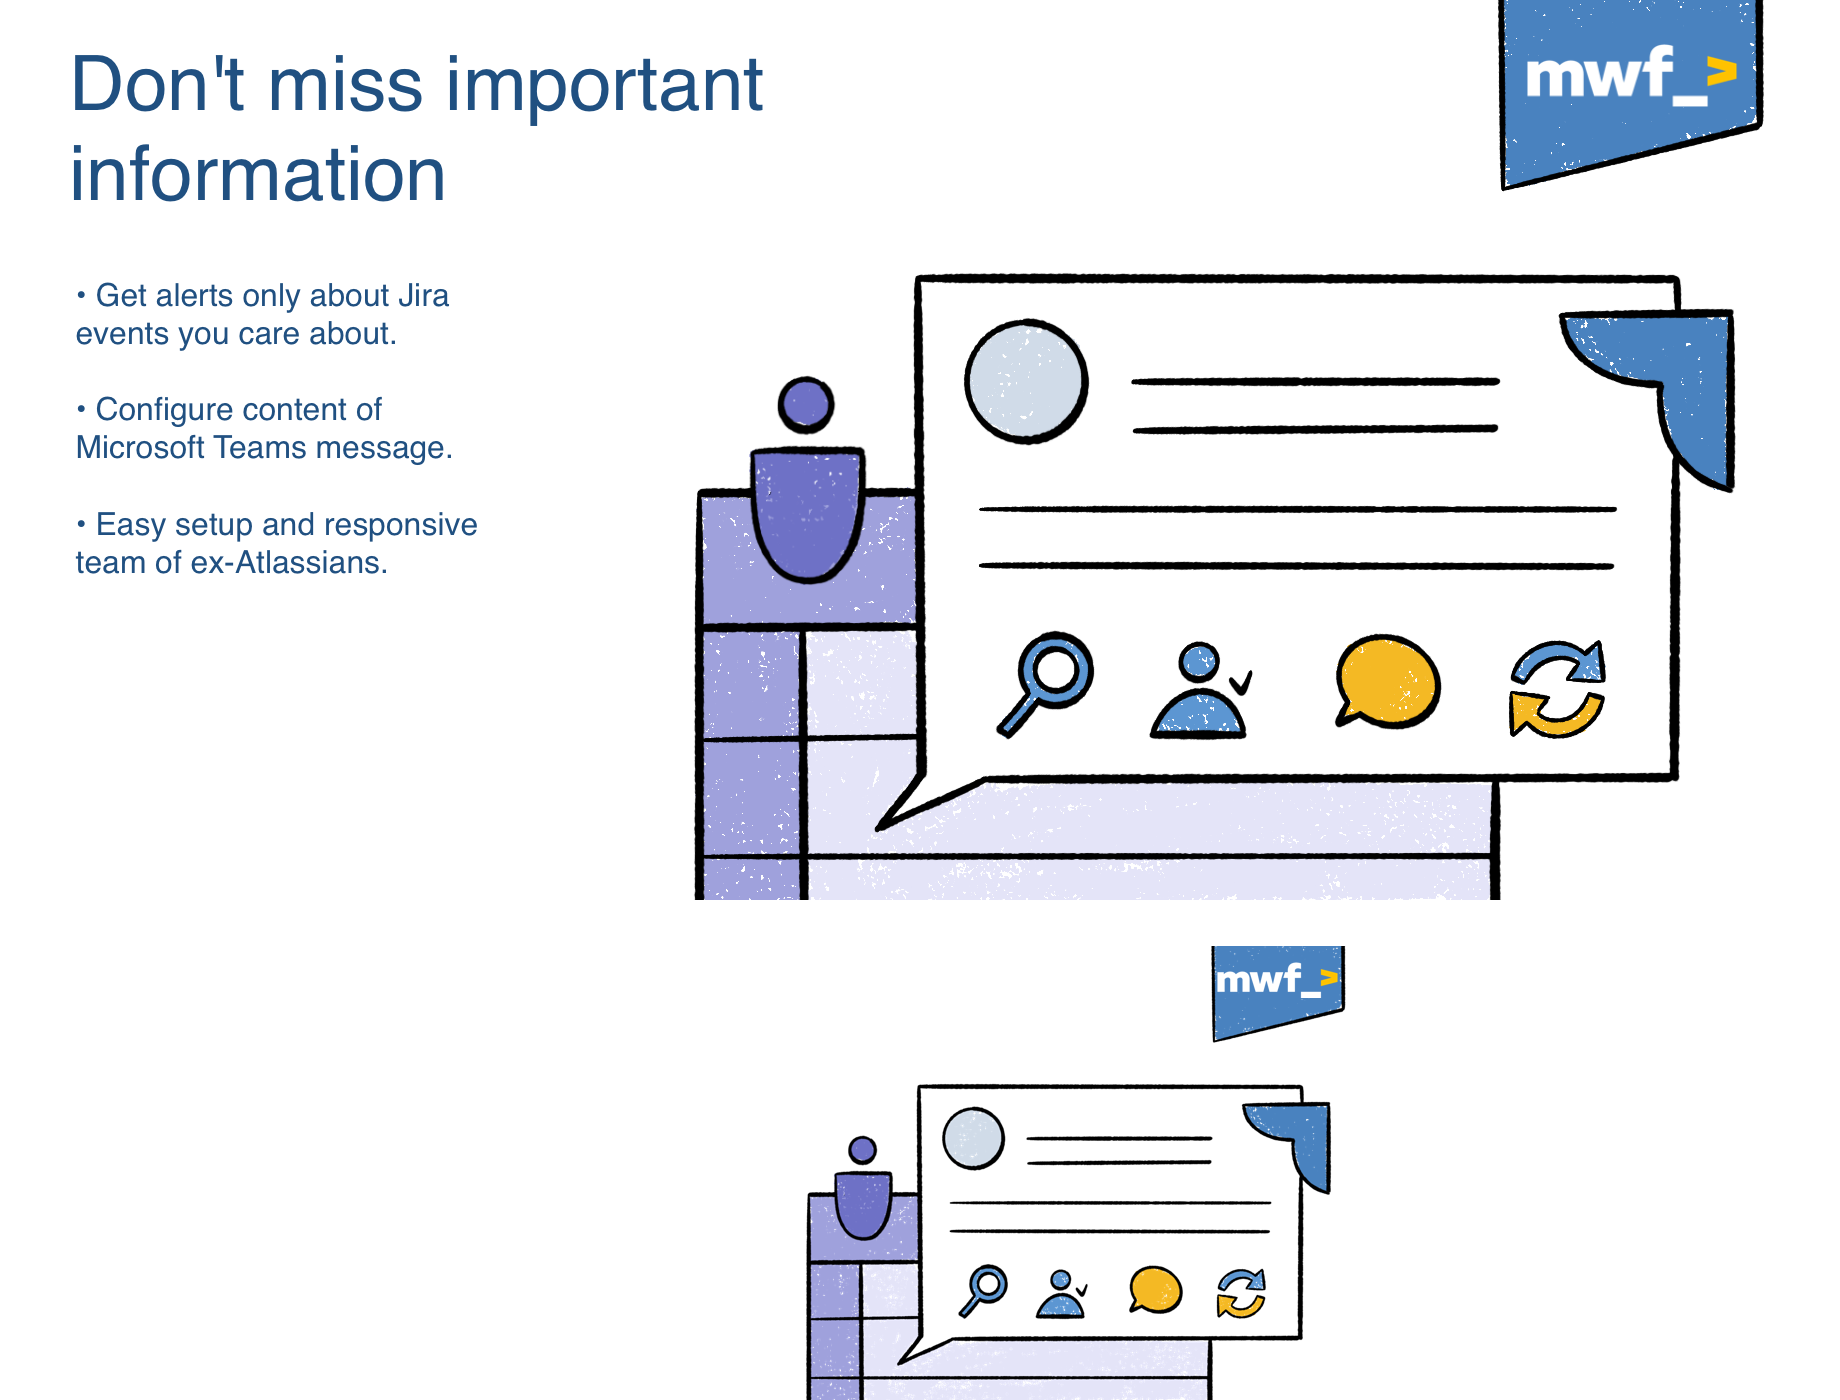 Don't miss important
information
mwf_>
• Get alerts only about Jira
events you care about.
• Configure content of
Microsoft Teams message.
• Easy setup and responsive
team of ex-Atlassians.
mwf_>